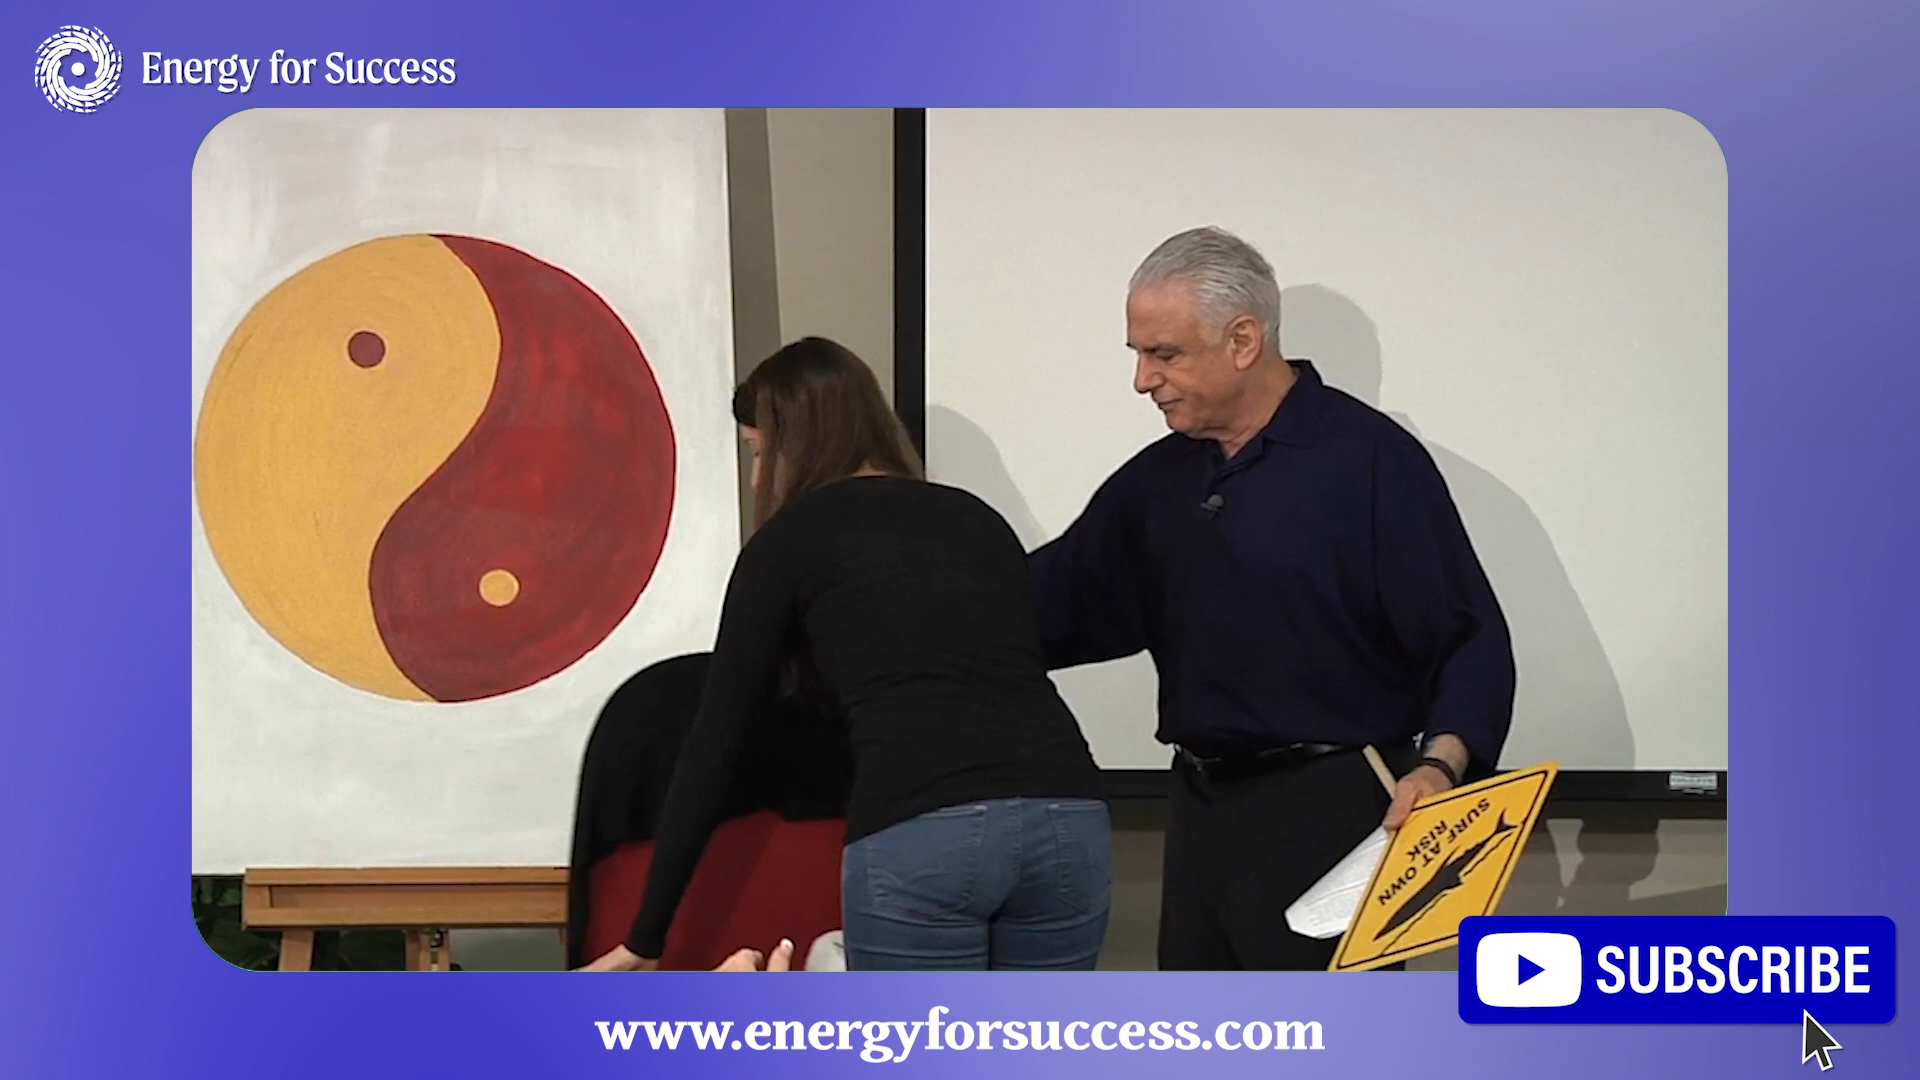 Energy for Success
SURF AT OWN
RISK
SUBSCRIBE
www.energyforsuccess.com